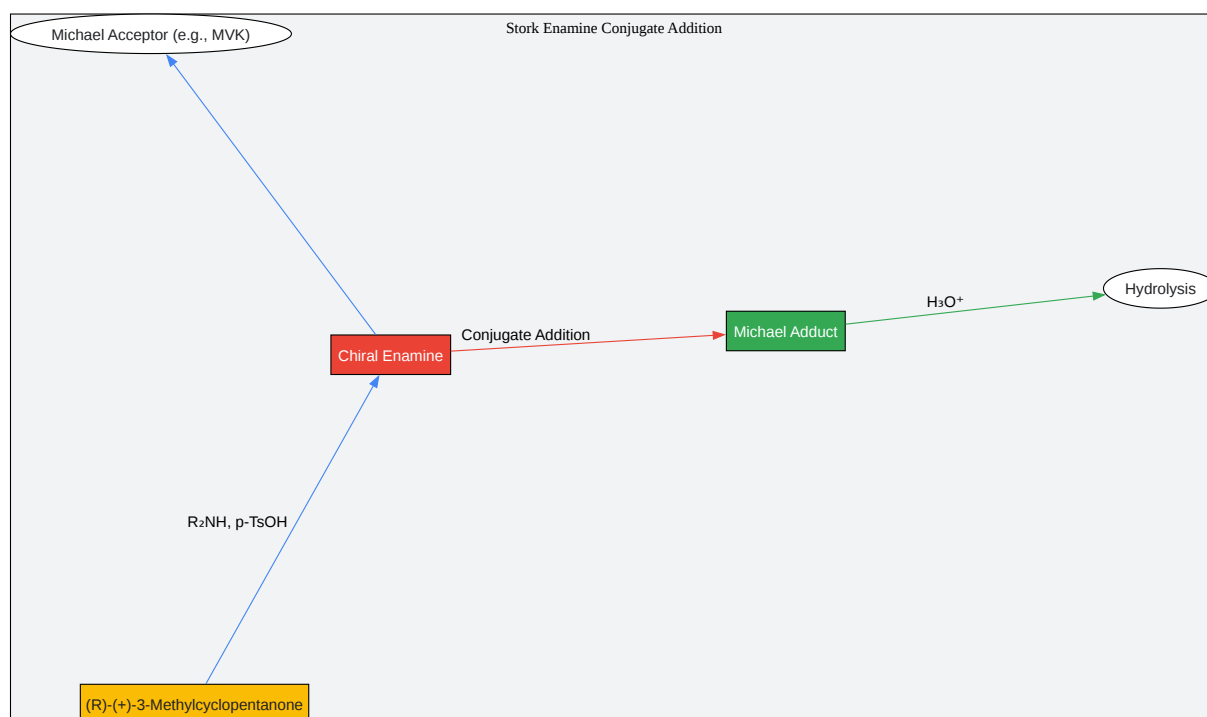 Stork Enamine Conjugate Addition
Michael Acceptor (e.g., MVK)
Hydrolysis
H₃O⁺
Michael Adduct
Conjugate Addition
Chiral Enamine
R₂NH, p-TsOH
(R)-(+)-3-Methylcyclopentanone